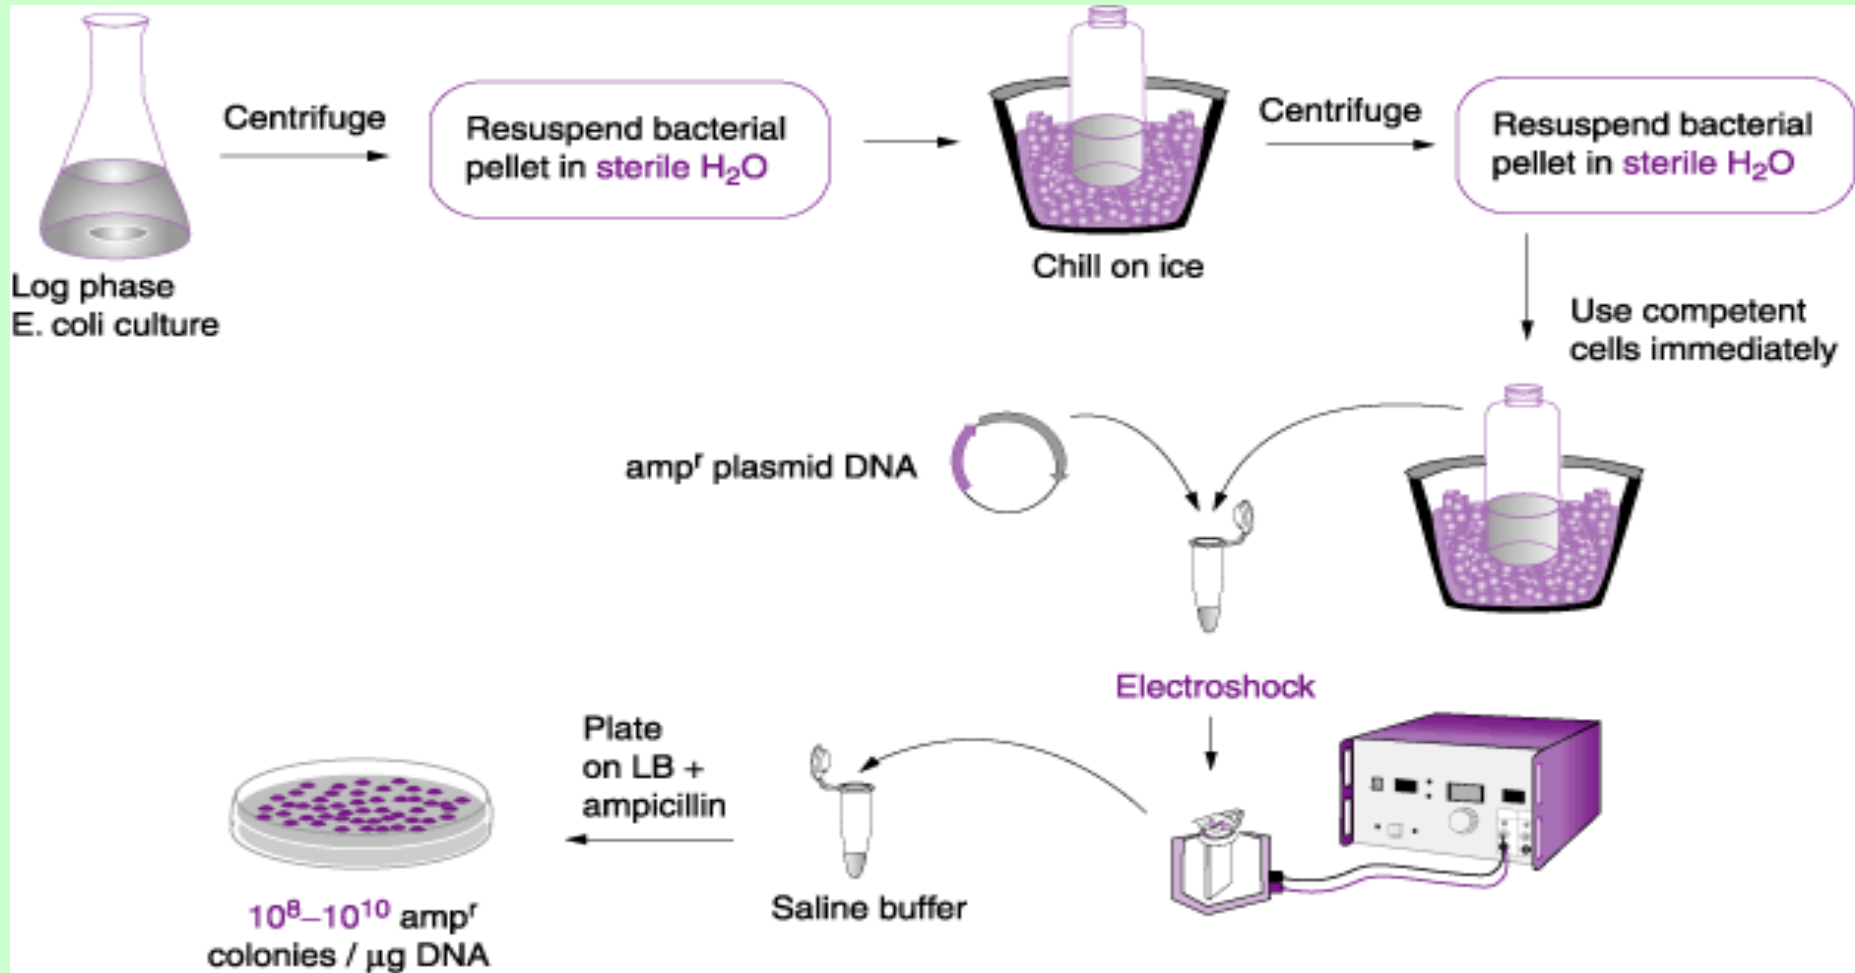 Log phase
E. coli culture
Centrifuge
Resuspend bacterial
pellet in sterile H₂O
Chill on ice
Centrifuge
Resuspend bacterial
pellet in sterile H₂O
Use competent
cells immediately
ampʳ plasmid DNA
Electroshock
Saline buffer
Plate
on LB +
ampicillin
10⁸–10¹⁰ ampʳ
colonies / μg DNA